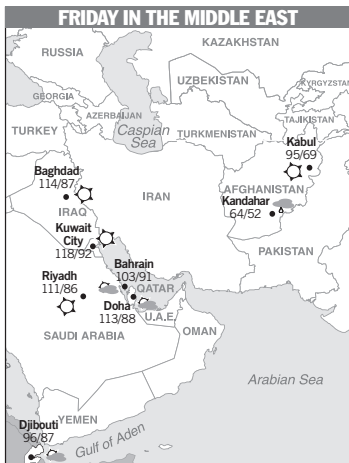 FRIDAY IN THE MIDDLE EAST
KAZAKHSTAN
RUSSIA
UZBEKISTAN
KYRGYZSTAN
GEORGIA
AZERBAIJAN
TAJIKISTAN
TURKEY
Caspian
Sea
TURKMENISTAN
Kabul
95/69
Baghdad
114/87
IRAN
AFGHANISTAN
Kandahar
64/52
IRAQ
Kuwait
City
118/92
PAKISTAN
Bahrain
103/91
Riyadh
111/86
QATAR
Doha
113/88
U.A.E.
SAUDI ARABIA
OMAN
Arabian Sea
Djibouti
96/87
YEMEN
Gulf of Aden